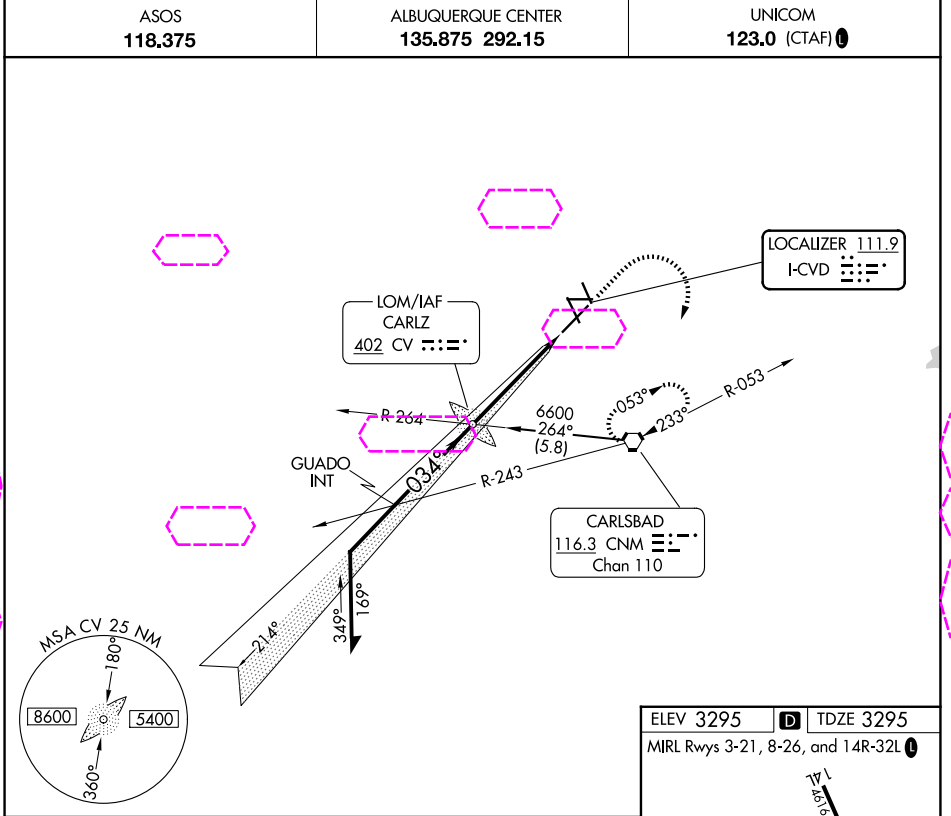 ASOS
118.375
ALBUQUERQUE CENTER
135.875 292.15
UNICOM
123.0 (CTAF) L
LOCALIZER 111.9
I-CVD
LOM/IAF
CARLZ
402 CV
R-264
6600
264°
(5.8)
053°
233°
R-053
GUADO
INT
034°
R-243
CARLSBAD
116.3 CNM
Chan 110
349°
169°
214°
MSA CV 25 NM
180°
8600
5400
360°
ELEV 3295 D TDZE 3295
MIRL Rwys 3-21, 8-26, and 14R-32L L
14L
4616